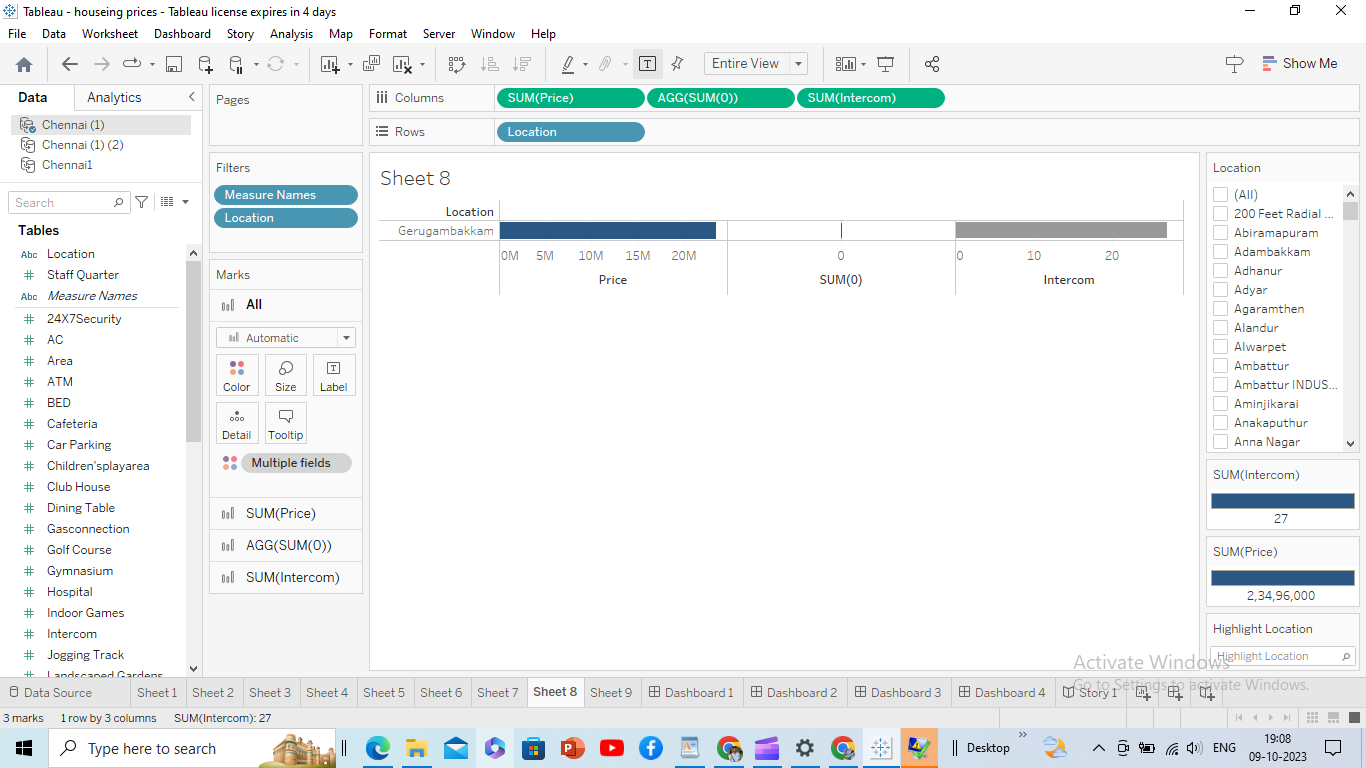 Tableau - houseing prices - Tableau license expires in 4 days
File Data Worksheet Dashboard Story Analysis Map Format Server Window Help
Entire View
Show Me
Data Analytics
Chennai (1)
Chennai (1) (2)
Chennai1
Search
Tables
Abc Location
# Staff Quarter
Abc Measure Names
# 24X7Security
# AC
# Area
# ATM
# BED
# Cafeteria
# Car Parking
# Children'splayarea
# Club House
# Dining Table
# Gasconnection
# Golf Course
# Gymnasium
# Hospital
# Indoor Games
# Intercom
# Jogging Track
# Landscaped Gardens
Pages
Filters
Measure Names
Location
Marks
All
Automatic
Color Size Label
Detail Tooltip
Multiple fields
SUM(Price)
AGG(SUM(0))
SUM(Intercom)
Columns SUM(Price) AGG(SUM(0)) SUM(Intercom)
Rows Location
Sheet 8
Location
Gerugambakkam
0M 5M 10M 15M 20M 0 0 10 20
Price SUM(0) Intercom
Location
(All)
200 Feet Radial ...
Abiramapuram
Adambakkam
Adhanur
Adyar
Agaramthen
Alandur
Alwarpet
Ambattur
Ambattur INDUS...
Aminjikarai
Anakaputhur
Anna Nagar
SUM(Intercom)
27
SUM(Price)
2,34,96,000
Highlight Location
Highlight Location
Activate Windows
Go to Settings to activate Windows.
Data Source Sheet 1 Sheet 2 Sheet 3 Sheet 4 Sheet 5 Sheet 6 Sheet 7 Sheet 8 Sheet 9 Dashboard 1 Dashboard 2 Dashboard 3 Dashboard 4 Story 1
3 marks 1 row by 3 columns SUM(Intercom): 27
Type here to search
Desktop
ENG
19:08
09-10-2023